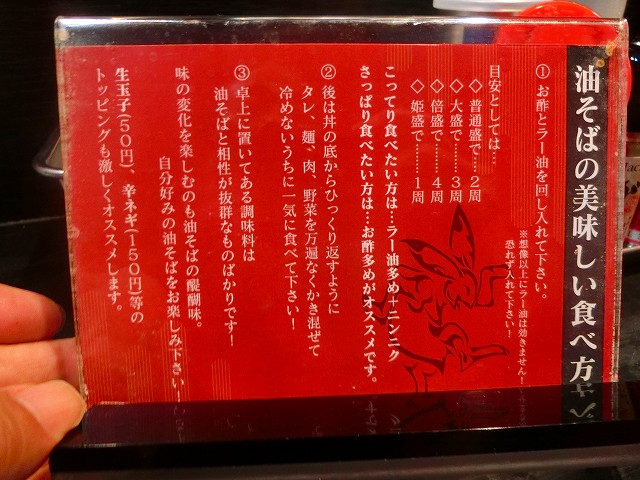 油そばの美味しい食べ方
① お酢とラー油を回し入れて下さい。
※想像以上にラー油は効きません！
恐れず入れて下さい！
目安としては…
◇ 普通盛で………2周
◇ 大盛で………3周
◇ 倍盛で………4周
◇ 姫盛で………1周
こってり食べたい方は…ラー油多め＋ニンニク
さっぱり食べたい方は…お酢多めがオススメです。
② 後は丼の底からひっくり返すように
タレ、麺、肉、野菜を万遍なくかき混ぜて
冷めないうちに一気に食べて下さい！
③ 卓上に置いてある調味料は
油そばと相性が抜群なものばかりです！
味の変化を楽しむのも油そばの醍醐味。
自分好みの油そばをお楽しみ下さい！
生玉子(50円)、辛ネギ(150円)等の
トッピングも激しくオススメします。